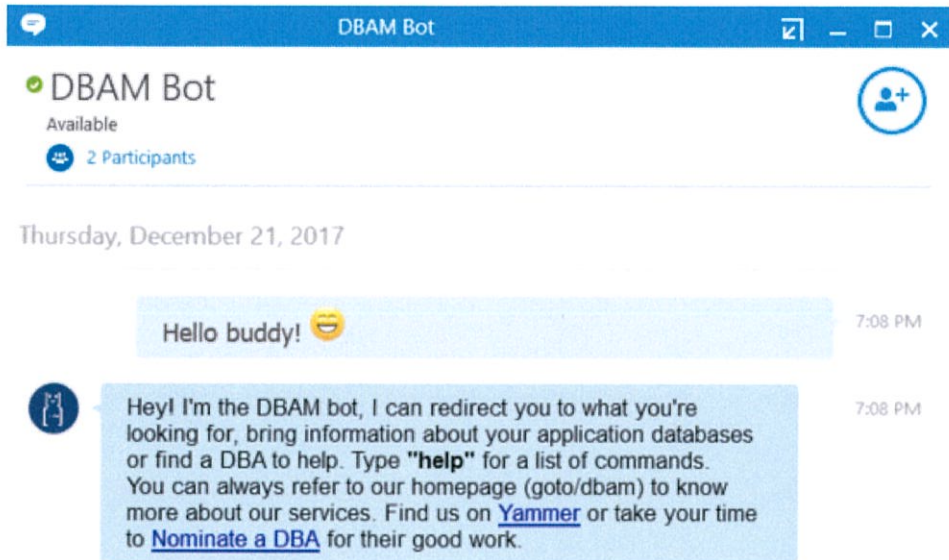 DBAM Bot
DBAM Bot
Available
2 Participants
Thursday, December 21, 2017
Hello buddy!
7:08 PM
Hey! I'm the DBAM bot, I can redirect you to what you're
7:08 PM
looking for, bring information about your application databases
or find a DBA to help. Type "help" for a list of commands.
You can always refer to our homepage (goto/dbam) to know
more about our services. Find us on Yammer or take your time
to Nominate a DBA for their good work.